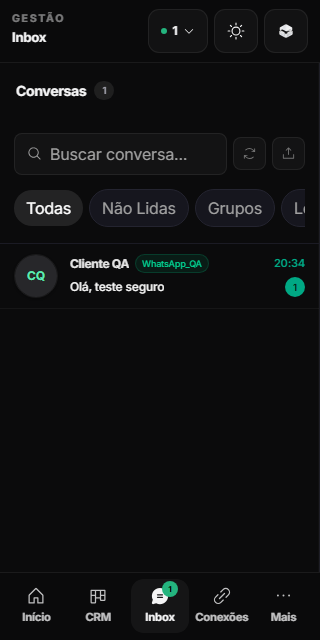 GESTÃO
Inbox
1
Conversas 1
Buscar conversa...
Todas Não Lidas Grupos
Cliente QA WhatsApp_QA 20:34
CQ
Olá, teste seguro 1
1
Início CRM Inbox Conexões Mais